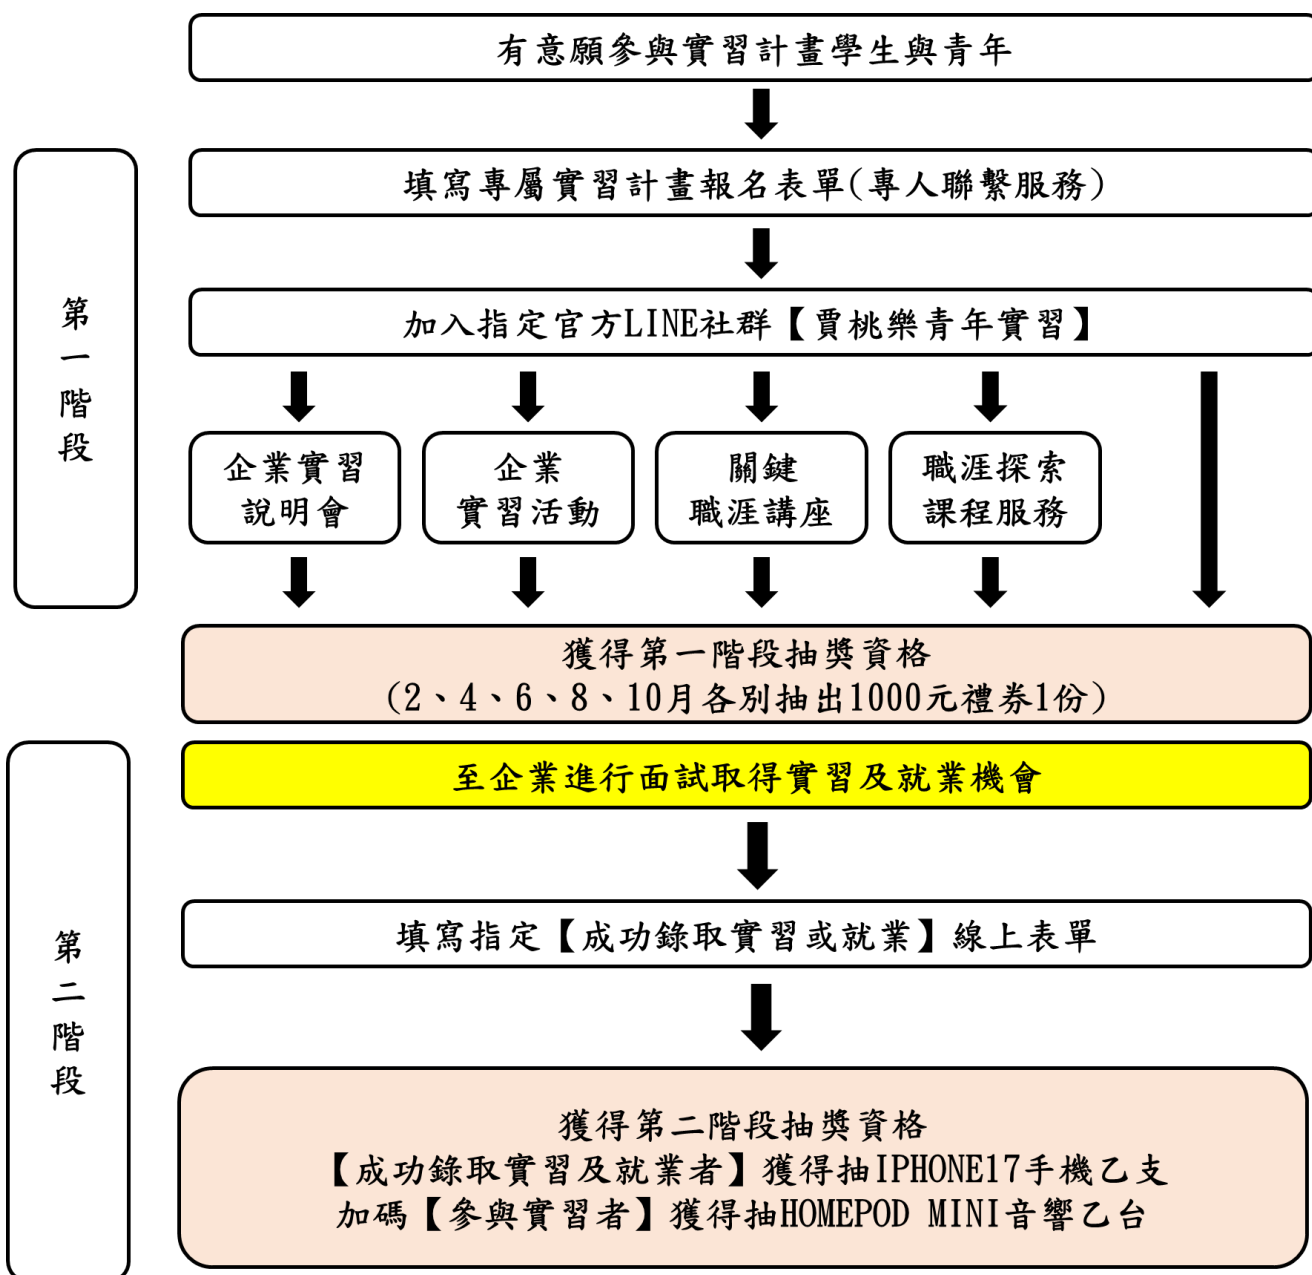 有意願參與實習計畫學生與青年
第一階段
填寫專屬實習計畫報名表單(專人聯繫服務)
加入指定官方LINE社群【賈桃樂青年實習】
企業實習
說明會
企業
實習活動
關鍵
職涯講座
職涯探索
課程服務
獲得第一階段抽獎資格
(2、4、6、8、10月各別抽出1000元禮券1份)
第二階段
至企業進行面試取得實習及就業機會
填寫指定【成功錄取實習或就業】線上表單
獲得第二階段抽獎資格
【成功錄取實習及就業者】獲得抽IPHONE17手機乙支
加碼【參與實習者】獲得抽HOMEPOD MINI音響乙台